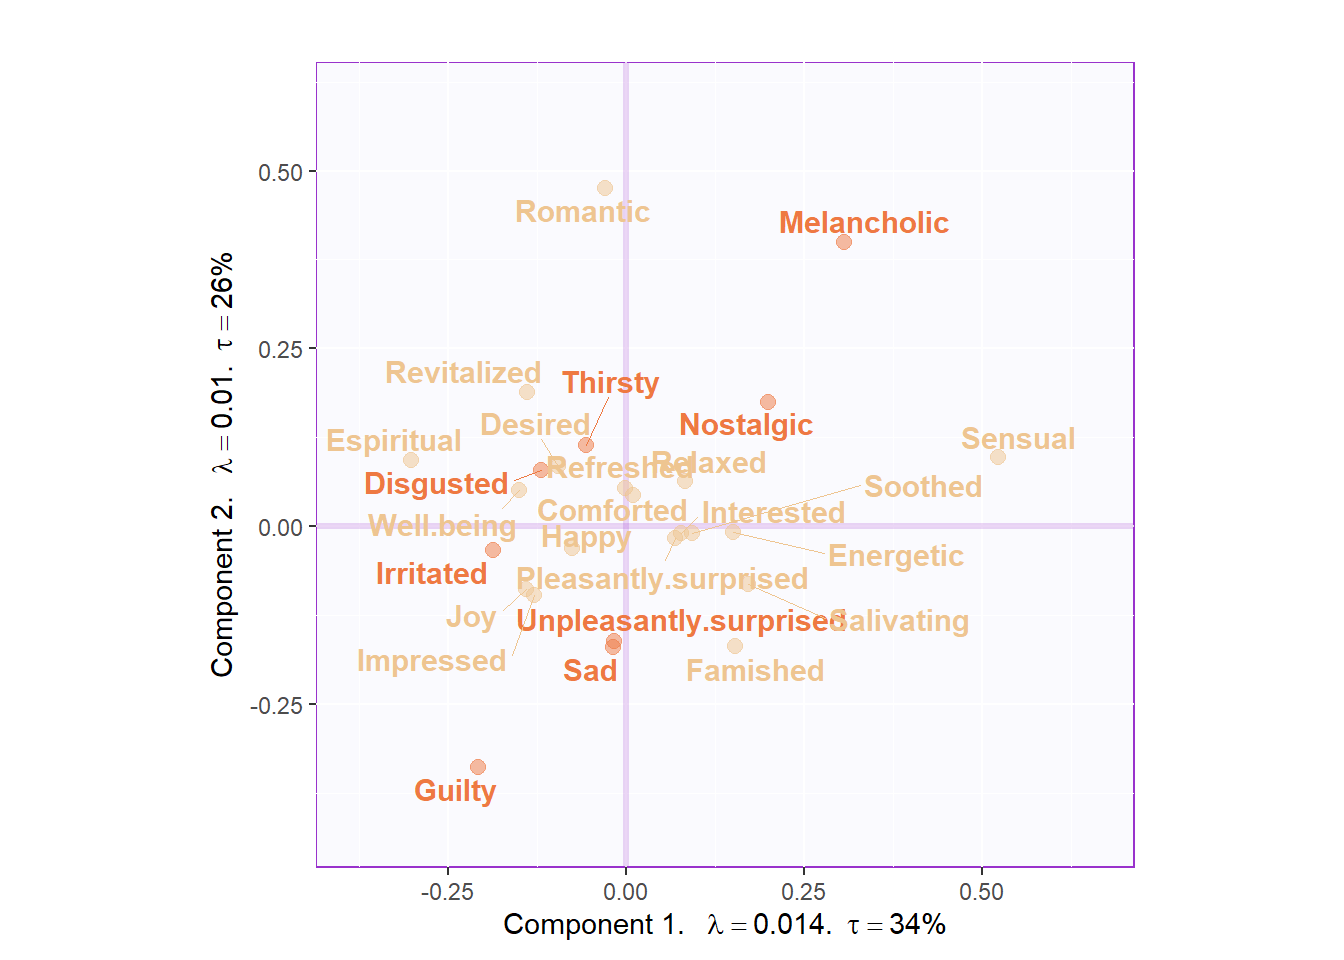 0.50
Romantic
Melancholic
0.25
Revitalized
Thirsty
Desired
Nostalgic
Espiritual
Sensual
Refreshed
Relaxed
Disgusted
Soothed
Comforted
Interested
0.00
Well.being
Happy
Energetic
Irritated
Pleasantly.surprised
Joy
Unpleasantly.surprised
Salivating
Impressed
Sad
Famished
-0.25
Guilty
-0.25
0.00
0.25
0.50
Component 1. λ = 0.014. τ = 34%
Component 2. λ = 0.01. τ = 26%